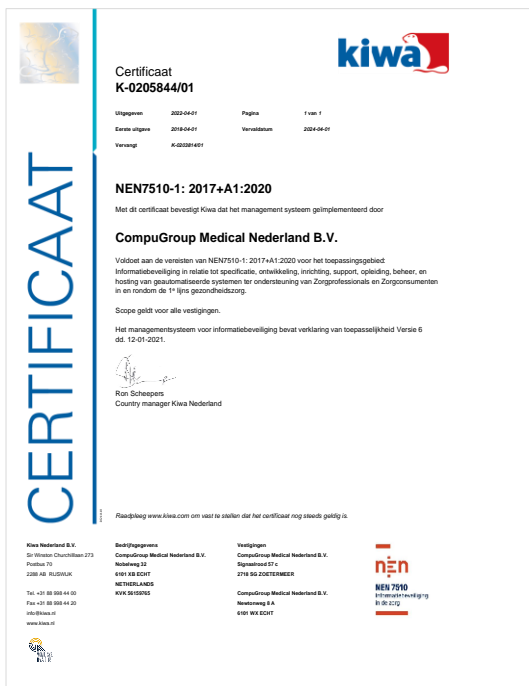 kiwa
Certificaat
K-0205844/01
Uitgegeven 2022-04-01 Pagina 1 van 1
Eerste uitgave 2018-04-01 Vervaldatum 2024-04-01
Vervangt K-0203814/01
CERTIFICAAT
NEN7510-1: 2017+A1:2020
Met dit certificaat bevestigt Kiwa dat het management systeem geïmplementeerd door
CompuGroup Medical Nederland B.V.
Voldoet aan de vereisten van NEN7510-1: 2017+A1:2020 voor het toepassingsgebied:
Informatiebeveiliging in relatie tot specificatie, ontwikkeling, inrichting, support, opleiding, beheer, en
hosting van geautomatiseerde systemen ter ondersteuning van Zorgprofessionals en Zorgconsumenten
in en rondom de 1e lijns gezondheidszorg.
Scope geldt voor alle vestigingen.
Het managementsysteem voor informatiebeveiliging bevat verklaring van toepasselijkheid Versie 6
dd. 12-01-2021.
Ron Scheepers
Country manager Kiwa Nederland
Raadpleeg www.kiwa.com om vast te stellen dat het certificaat nog steeds geldig is.
Kiwa Nederland B.V.
Sir Winston Churchilllaan 273
Postbus 70
2288 AB RIJSWIJK
Tel. +31 88 998 44 00
Fax +31 88 998 44 20
info@kiwa.nl
www.kiwa.nl
Bedrijfsgegevens
CompuGroup Medical Nederland B.V.
Nobelweg 32
6101 XB ECHT
NETHERLANDS
KVK 56159765
Vestigingen
CompuGroup Medical Nederland B.V.
Signaalrood 57 c
2718 SG ZOETERMEER
CompuGroup Medical Nederland B.V.
Newtonweg 8 A
6101 WX ECHT
nen
NEN 7510
Informatiebeveiliging
in de zorg